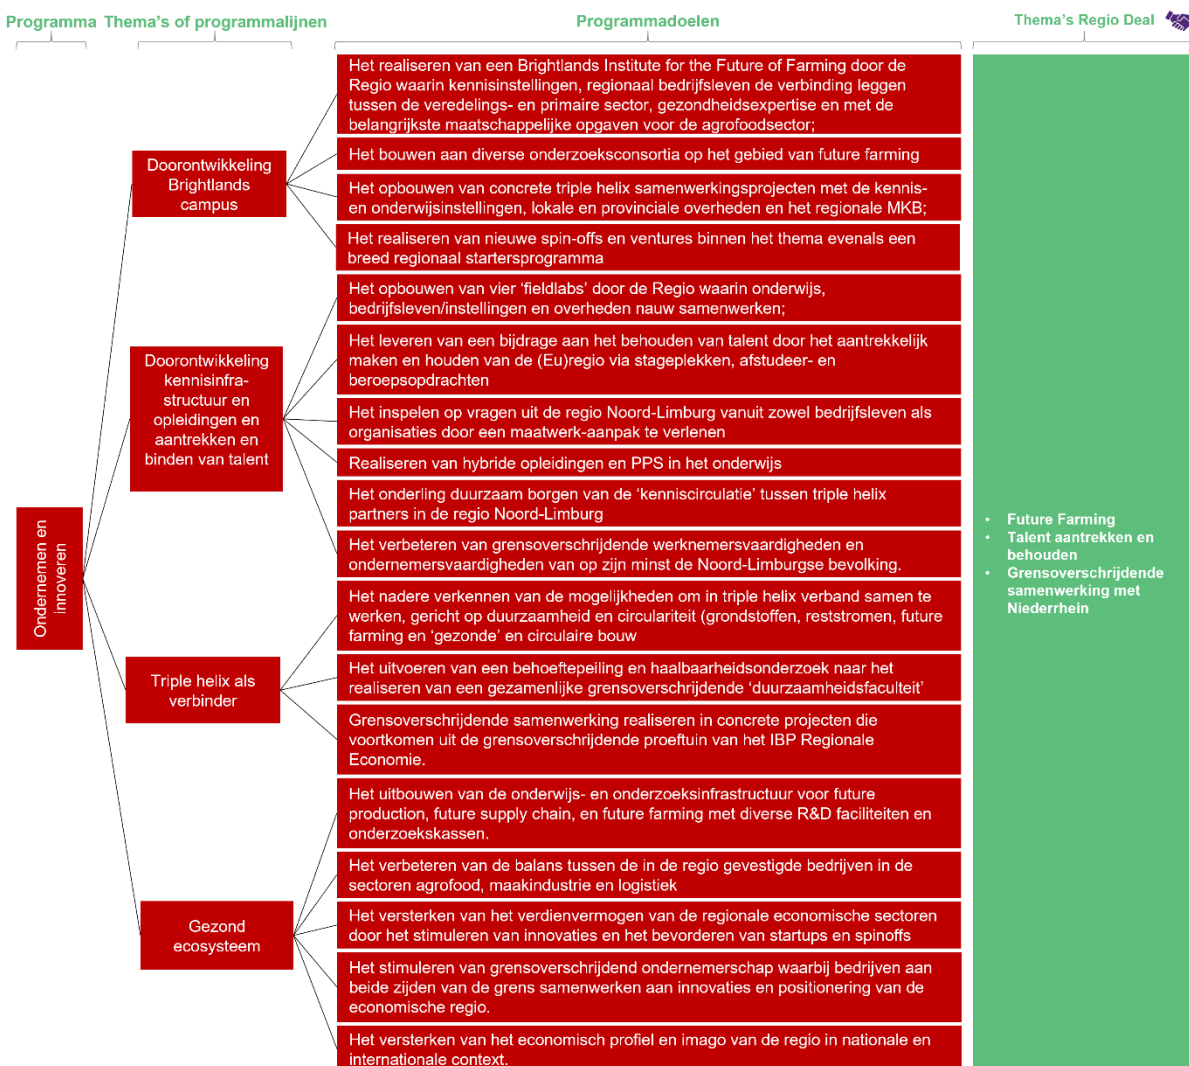 Programma
Thema's of programmalijnen
Programmadoelen
Thema's Regio Deal
Ondernemen en
innoveren
Doorontwikkeling
Brightlands
campus
Het realiseren van een Brightlands Institute for the Future of Farming door de
Regio waarin kennisinstellingen, regionaal bedrijfsleven de verbinding leggen
tussen de veredelings- en primaire sector, gezondheidsexpertise en met de
belangrijkste maatschappelijke opgaven voor de agrofoodsector;
Het bouwen aan diverse onderzoeksconsortia op het gebied van future farming
Het opbouwen van concrete triple helix samenwerkingsprojecten met de kennis-
en onderwijsinstellingen, lokale en provinciale overheden en het regionale MKB;
Het realiseren van nieuwe spin-offs en ventures binnen het thema evenals een
breed regionaal startersprogramma
Doorontwikkeling
kennisinfra-
structuur en
opleidingen en
aantrekken en
binden van talent
Het opbouwen van vier ‘fieldlabs’ door de Regio waarin onderwijs,
bedrijfsleven/instellingen en overheden nauw samenwerken;
Het leveren van een bijdrage aan het behouden van talent door het aantrekkelijk
maken en houden van de (Eu)regio via stageplekken, afstudeer- en
beroepsopdrachten
Het inspelen op vragen uit de regio Noord-Limburg vanuit zowel bedrijfsleven als
organisaties door een maatwerk-aanpak te verlenen
Realiseren van hybride opleidingen en PPS in het onderwijs
Het onderling duurzaam borgen van de ‘kenniscirculatie’ tussen triple helix
partners in de regio Noord-Limburg
Het verbeteren van grensoverschrijdende werknemersvaardigheden en
ondernemersvaardigheden van op zijn minst de Noord-Limburgse bevolking.
Triple helix als
verbinder
Het nadere verkennen van de mogelijkheden om in triple helix verband samen te
werken, gericht op duurzaamheid en circulariteit (grondstoffen, reststromen, future
farming en ‘gezonde’ en circulaire bouw
Het uitvoeren van een behoeftepeiling en haalbaarheidsonderzoek naar het
realiseren van een gezamenlijke grensoverschrijdende ‘duurzaamheidsfaculteit’
Grensoverschrijdende samenwerking realiseren in concrete projecten die
voortkomen uit de grensoverschrijdende proeftuin van het IBP Regionale
Economie.
Gezond
ecosysteem
Het uitbouwen van de onderwijs- en onderzoeksinfrastructuur voor future
production, future supply chain, en future farming met diverse R&D faciliteiten en
onderzoekskassen.
Het verbeteren van de balans tussen de in de regio gevestigde bedrijven in de
sectoren agrofood, maakindustrie en logistiek
Het versterken van het verdienvermogen van de regionale economische sectoren
door het stimuleren van innovaties en het bevorderen van startups en spinoffs
Het stimuleren van grensoverschrijdend ondernemerschap waarbij bedrijven aan
beide zijden van de grens samenwerken aan innovaties en positionering van de
economische regio.
Het versterken van het economisch profiel en imago van de regio in nationale en
internationale context.
• Future Farming
• Talent aantrekken en
behouden
• Grensoverschrijdende
samenwerking met
Niederrhein